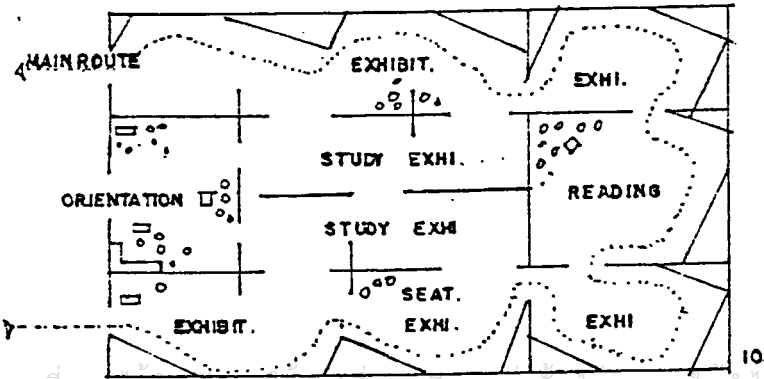 MAIN ROUTE
EXHIBIT.
EXHI.
STUDY EXHI.
ORIENTATION
READING
STUDY EXHI
SEAT.
EXHIBIT.
EXHI.
EXHI
10